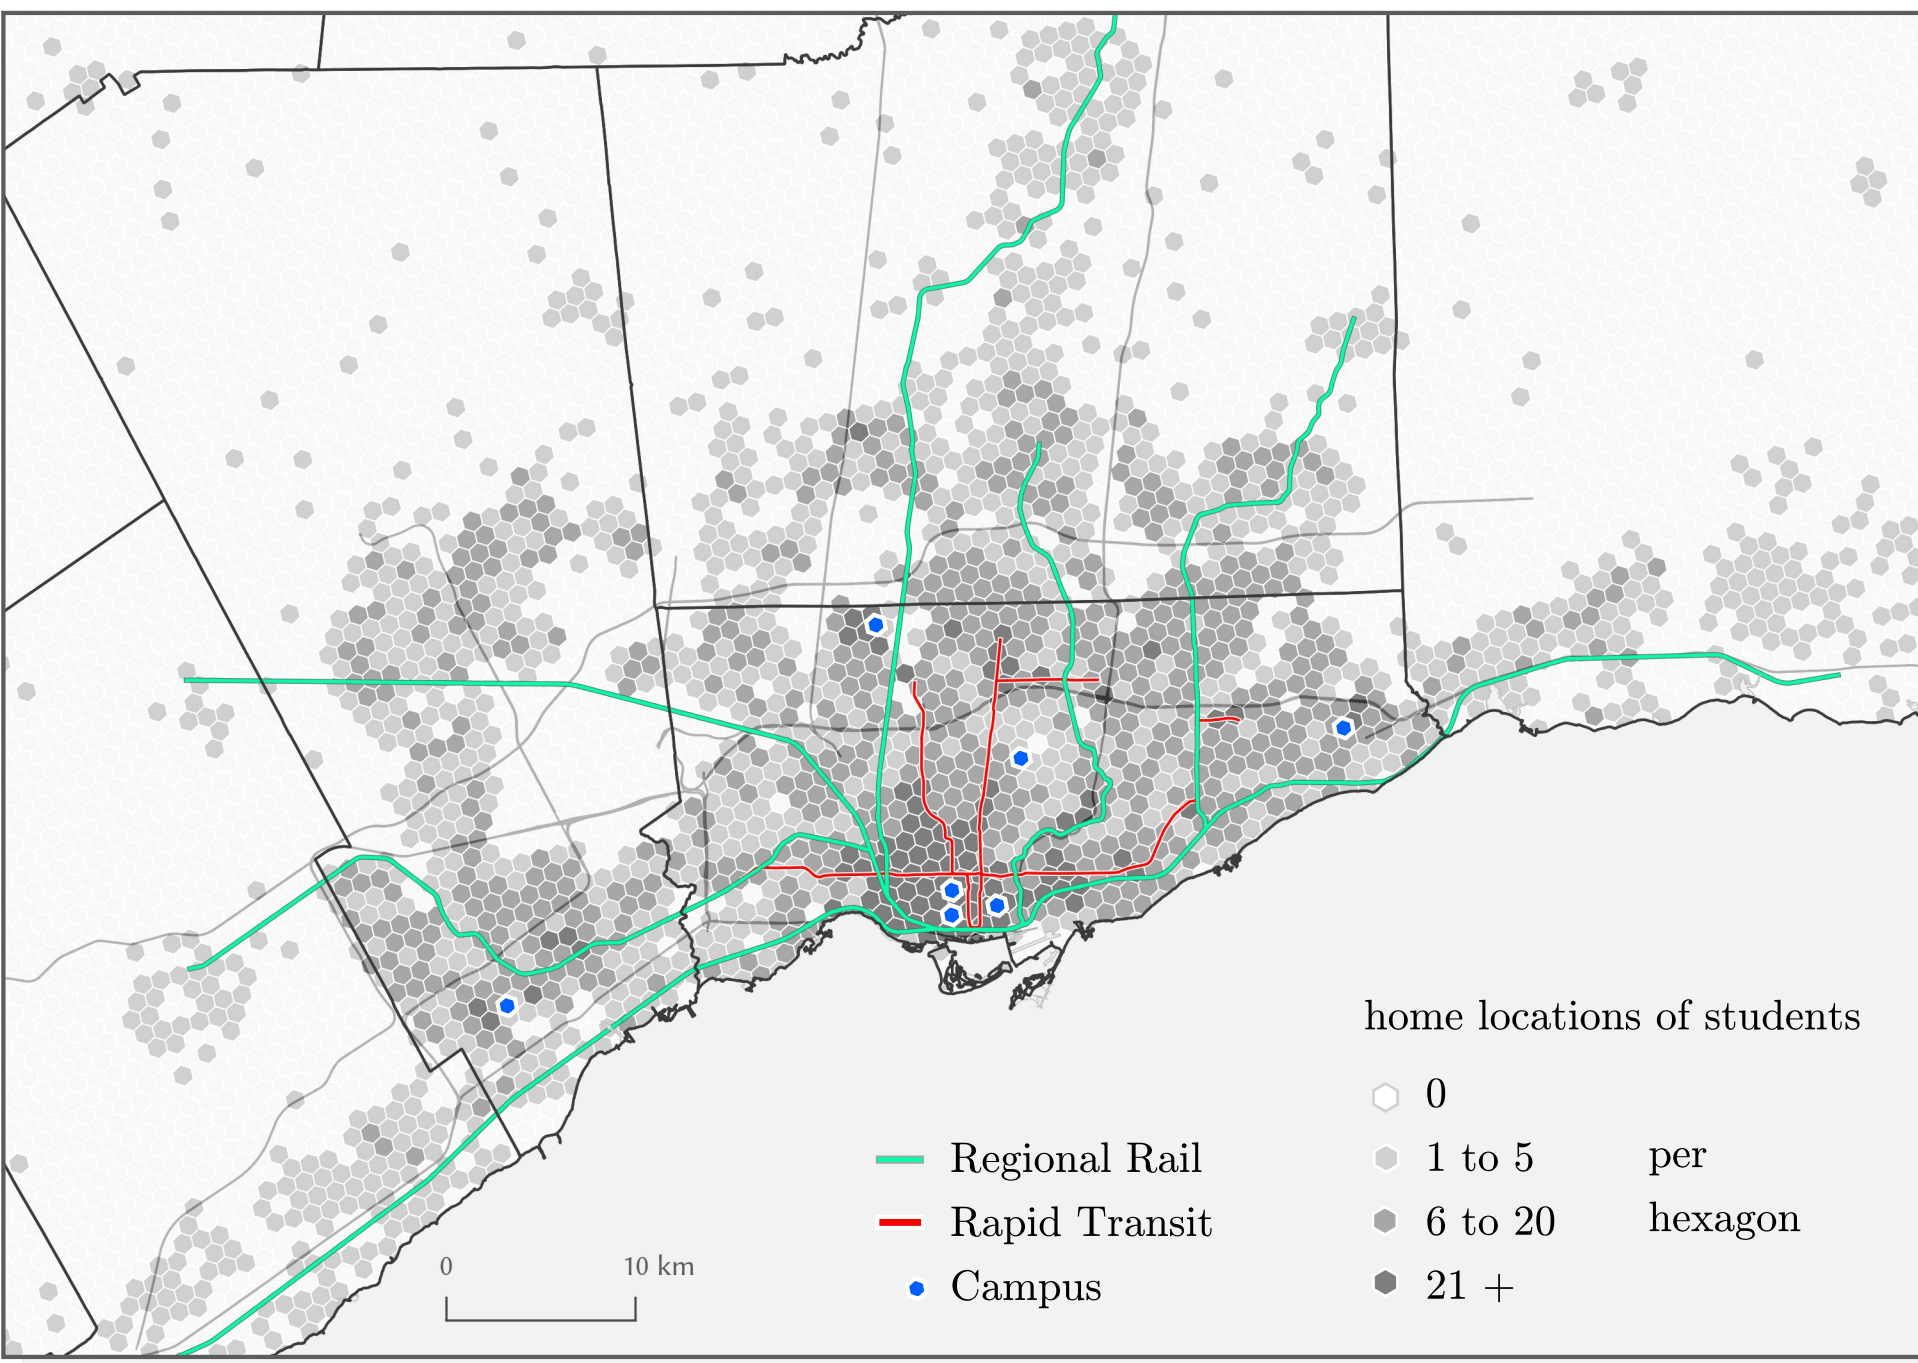 home locations of students
0
1 to 5 per
6 to 20 hexagon
21 +
Regional Rail
Rapid Transit
Campus
0 10 km